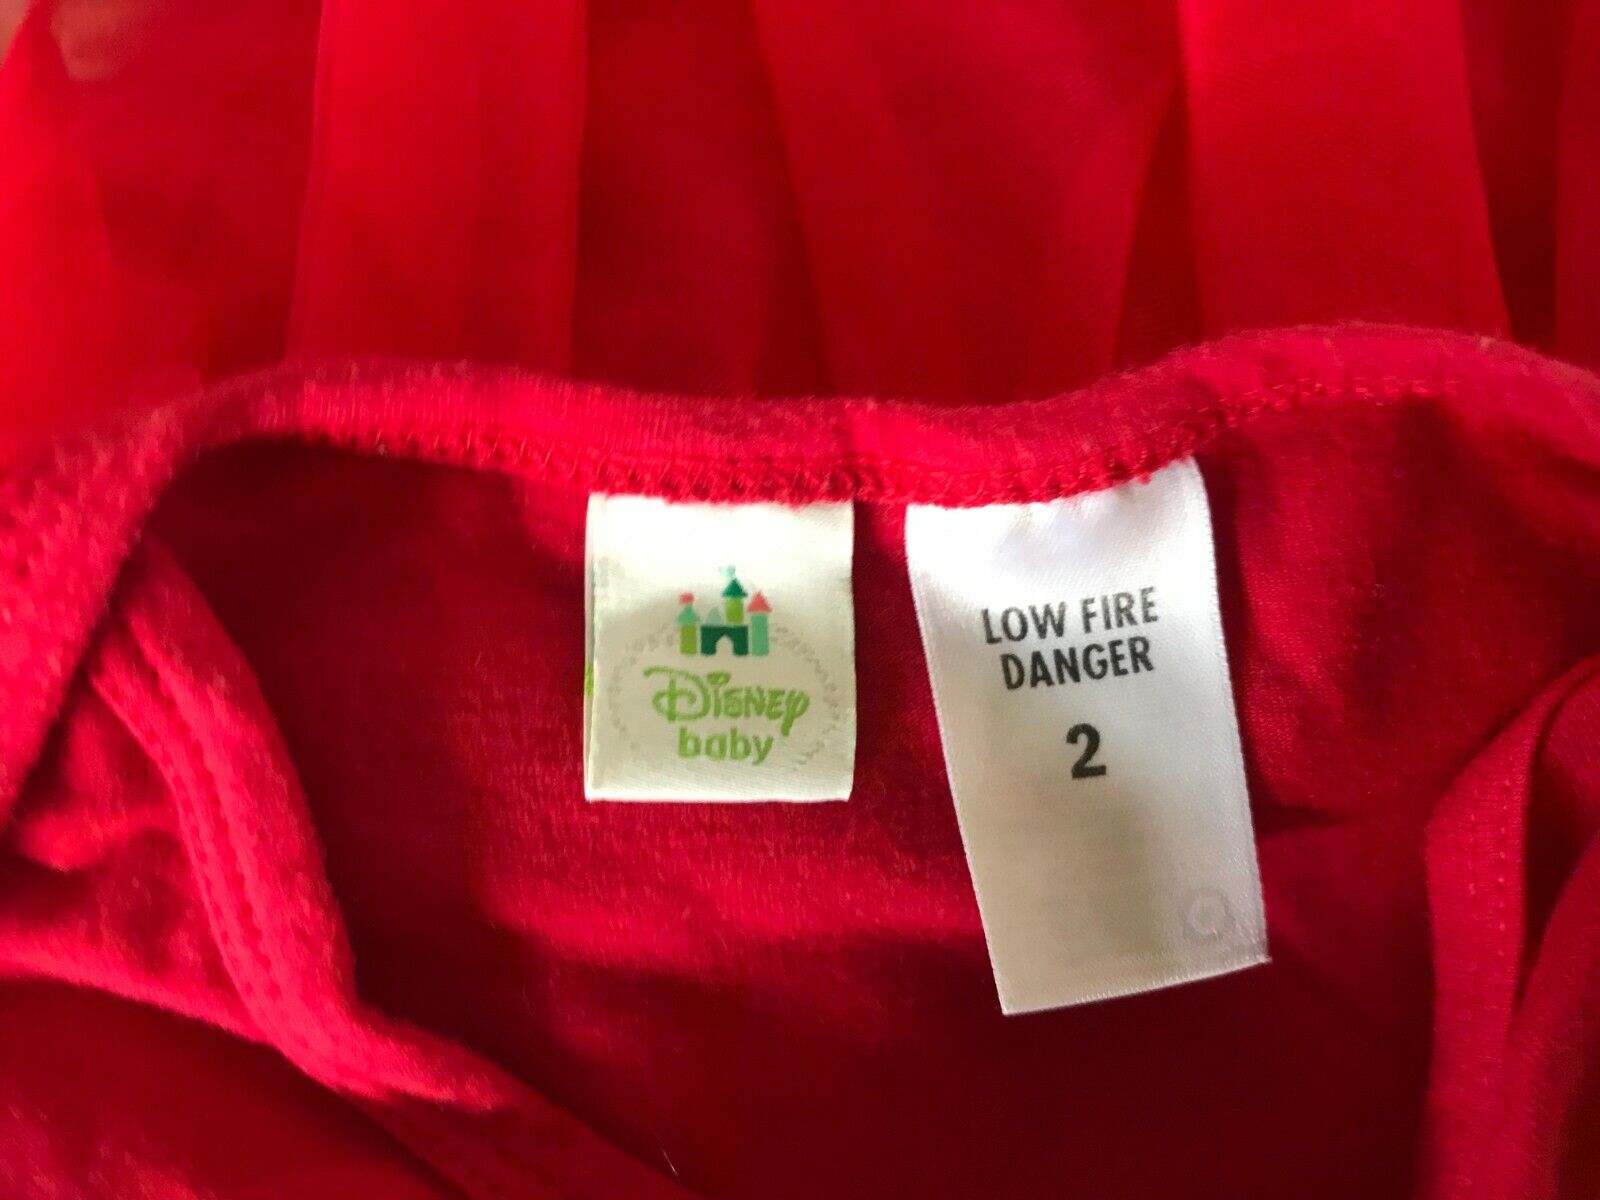 Disney
baby
LOW FIRE
DANGER
2